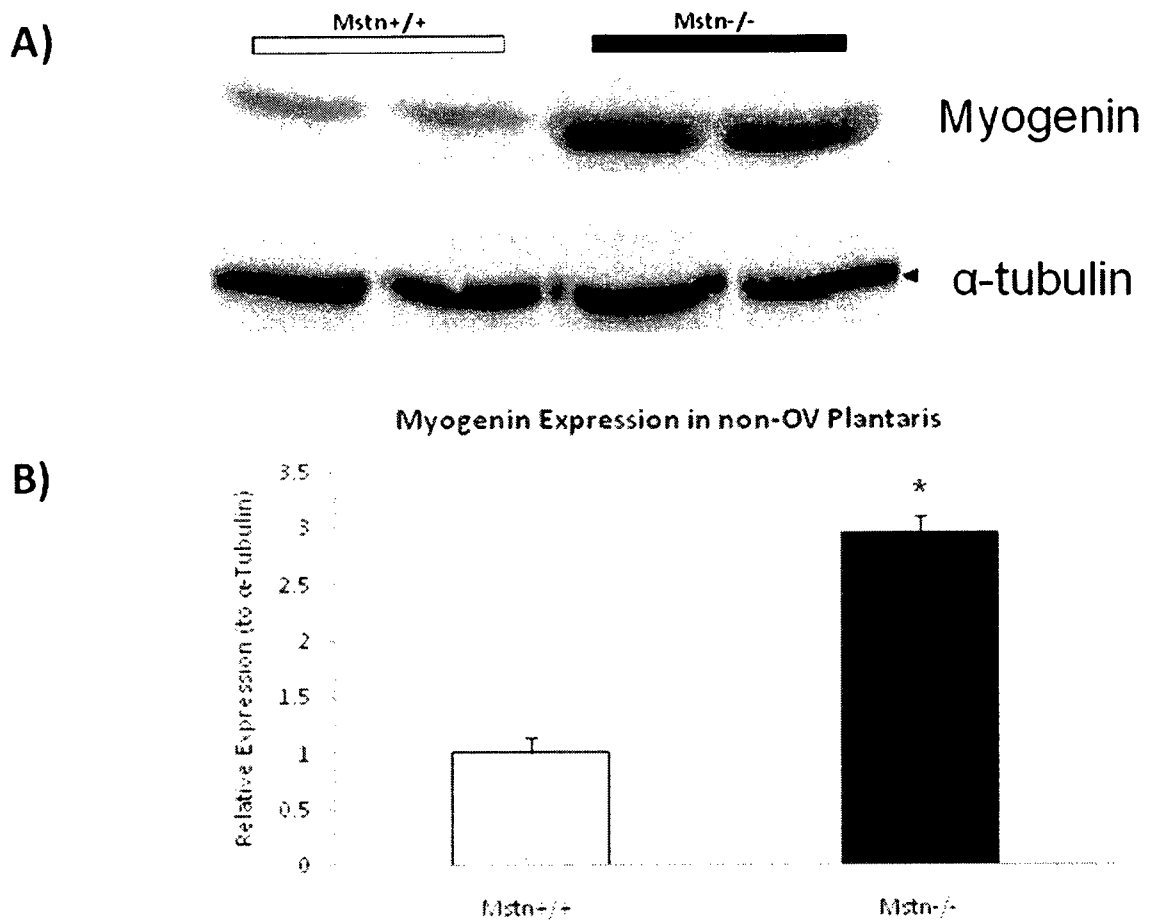 A)
Mstn+/+
Mstn-/-
Myogenin
α-tubulin
Myogenin Expression in non-OV Plantaris
B)
Relative Expression (to α-Tubulin)
3.5
3
2.5
2
1.5
1
0.5
0
*
Mstn+/+
Mstn-/-